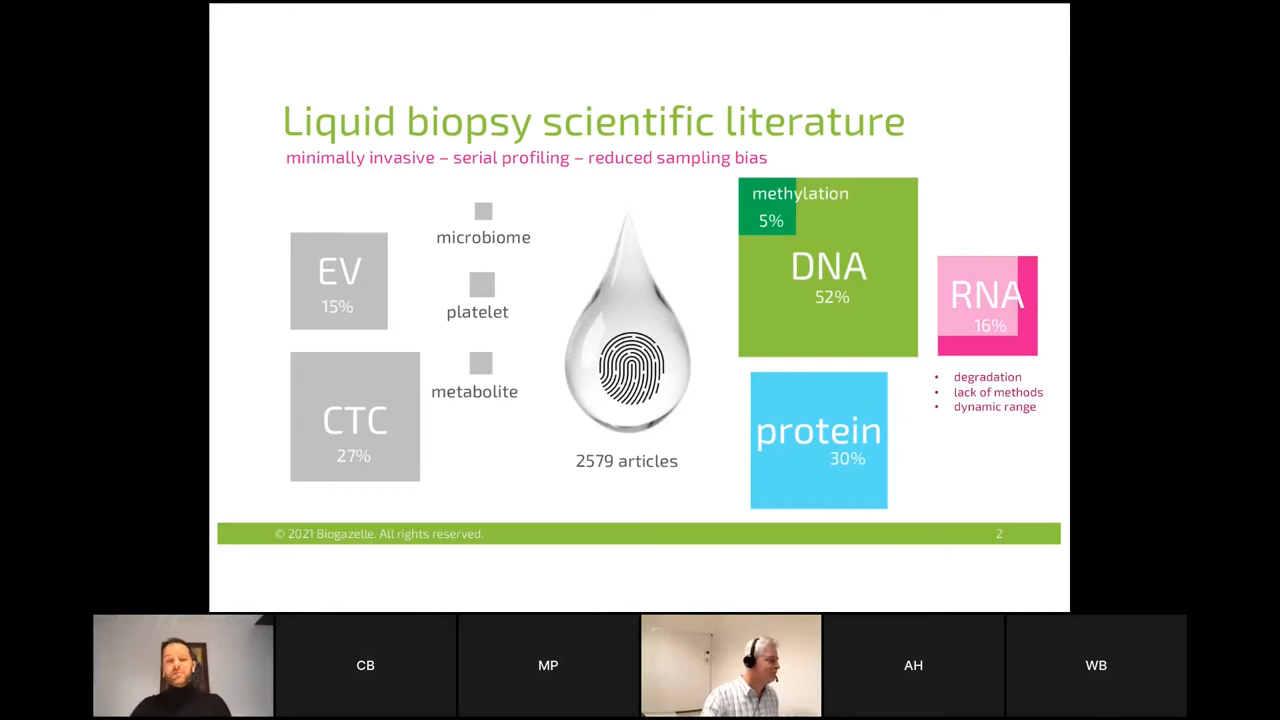 Liquid biopsy scientific literature
minimally invasive – serial profiling – reduced sampling bias
EV
15%
CTC
27%
microbiome
platelet
metabolite
2579 articles
methylation
5%
DNA
52%
protein
30%
RNA
16%
• degradation
• lack of methods
• dynamic range
© 2021 Biogazelle. All rights reserved.
2
CB
MP
AH
WB